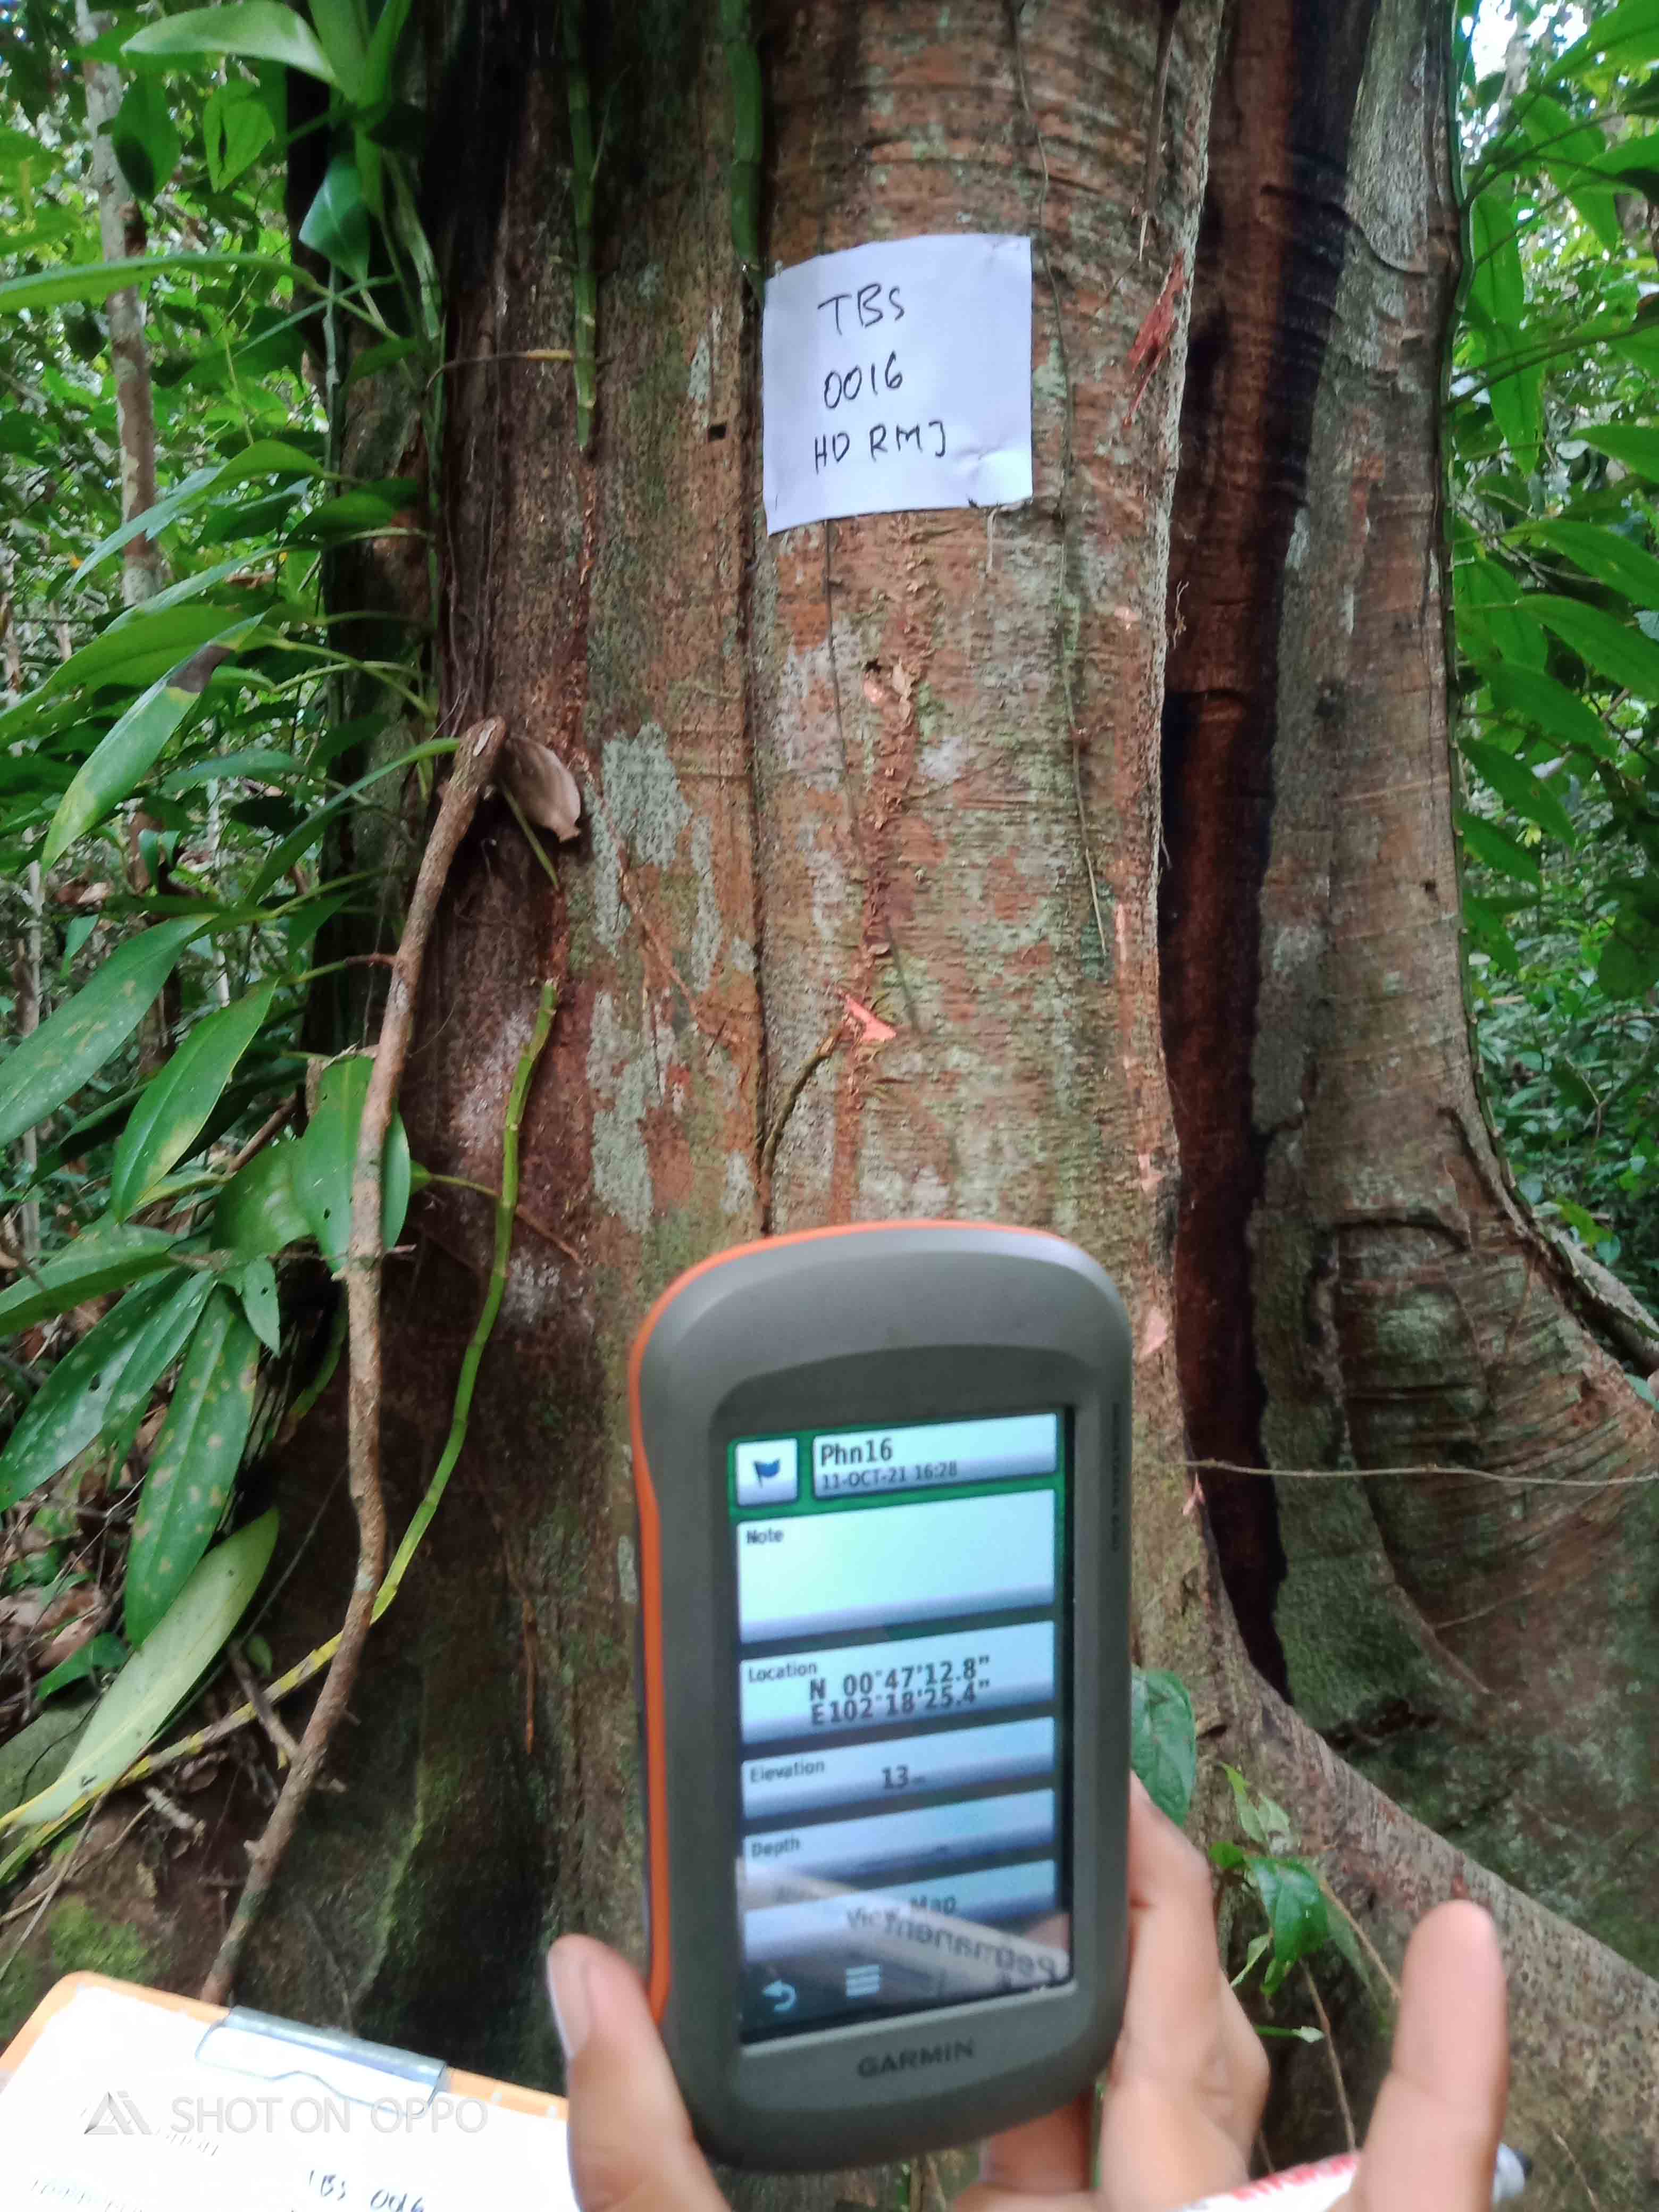 TBS
0016
HD RMJ
Phn16
11-OCT-21 16:28
Note
Location
N 00°47'12.8"
E102°18'25.4"
Elevation
13
Depth
View Map
Permanent
GARMIN
SHOT ON OPPO
TBS 0016